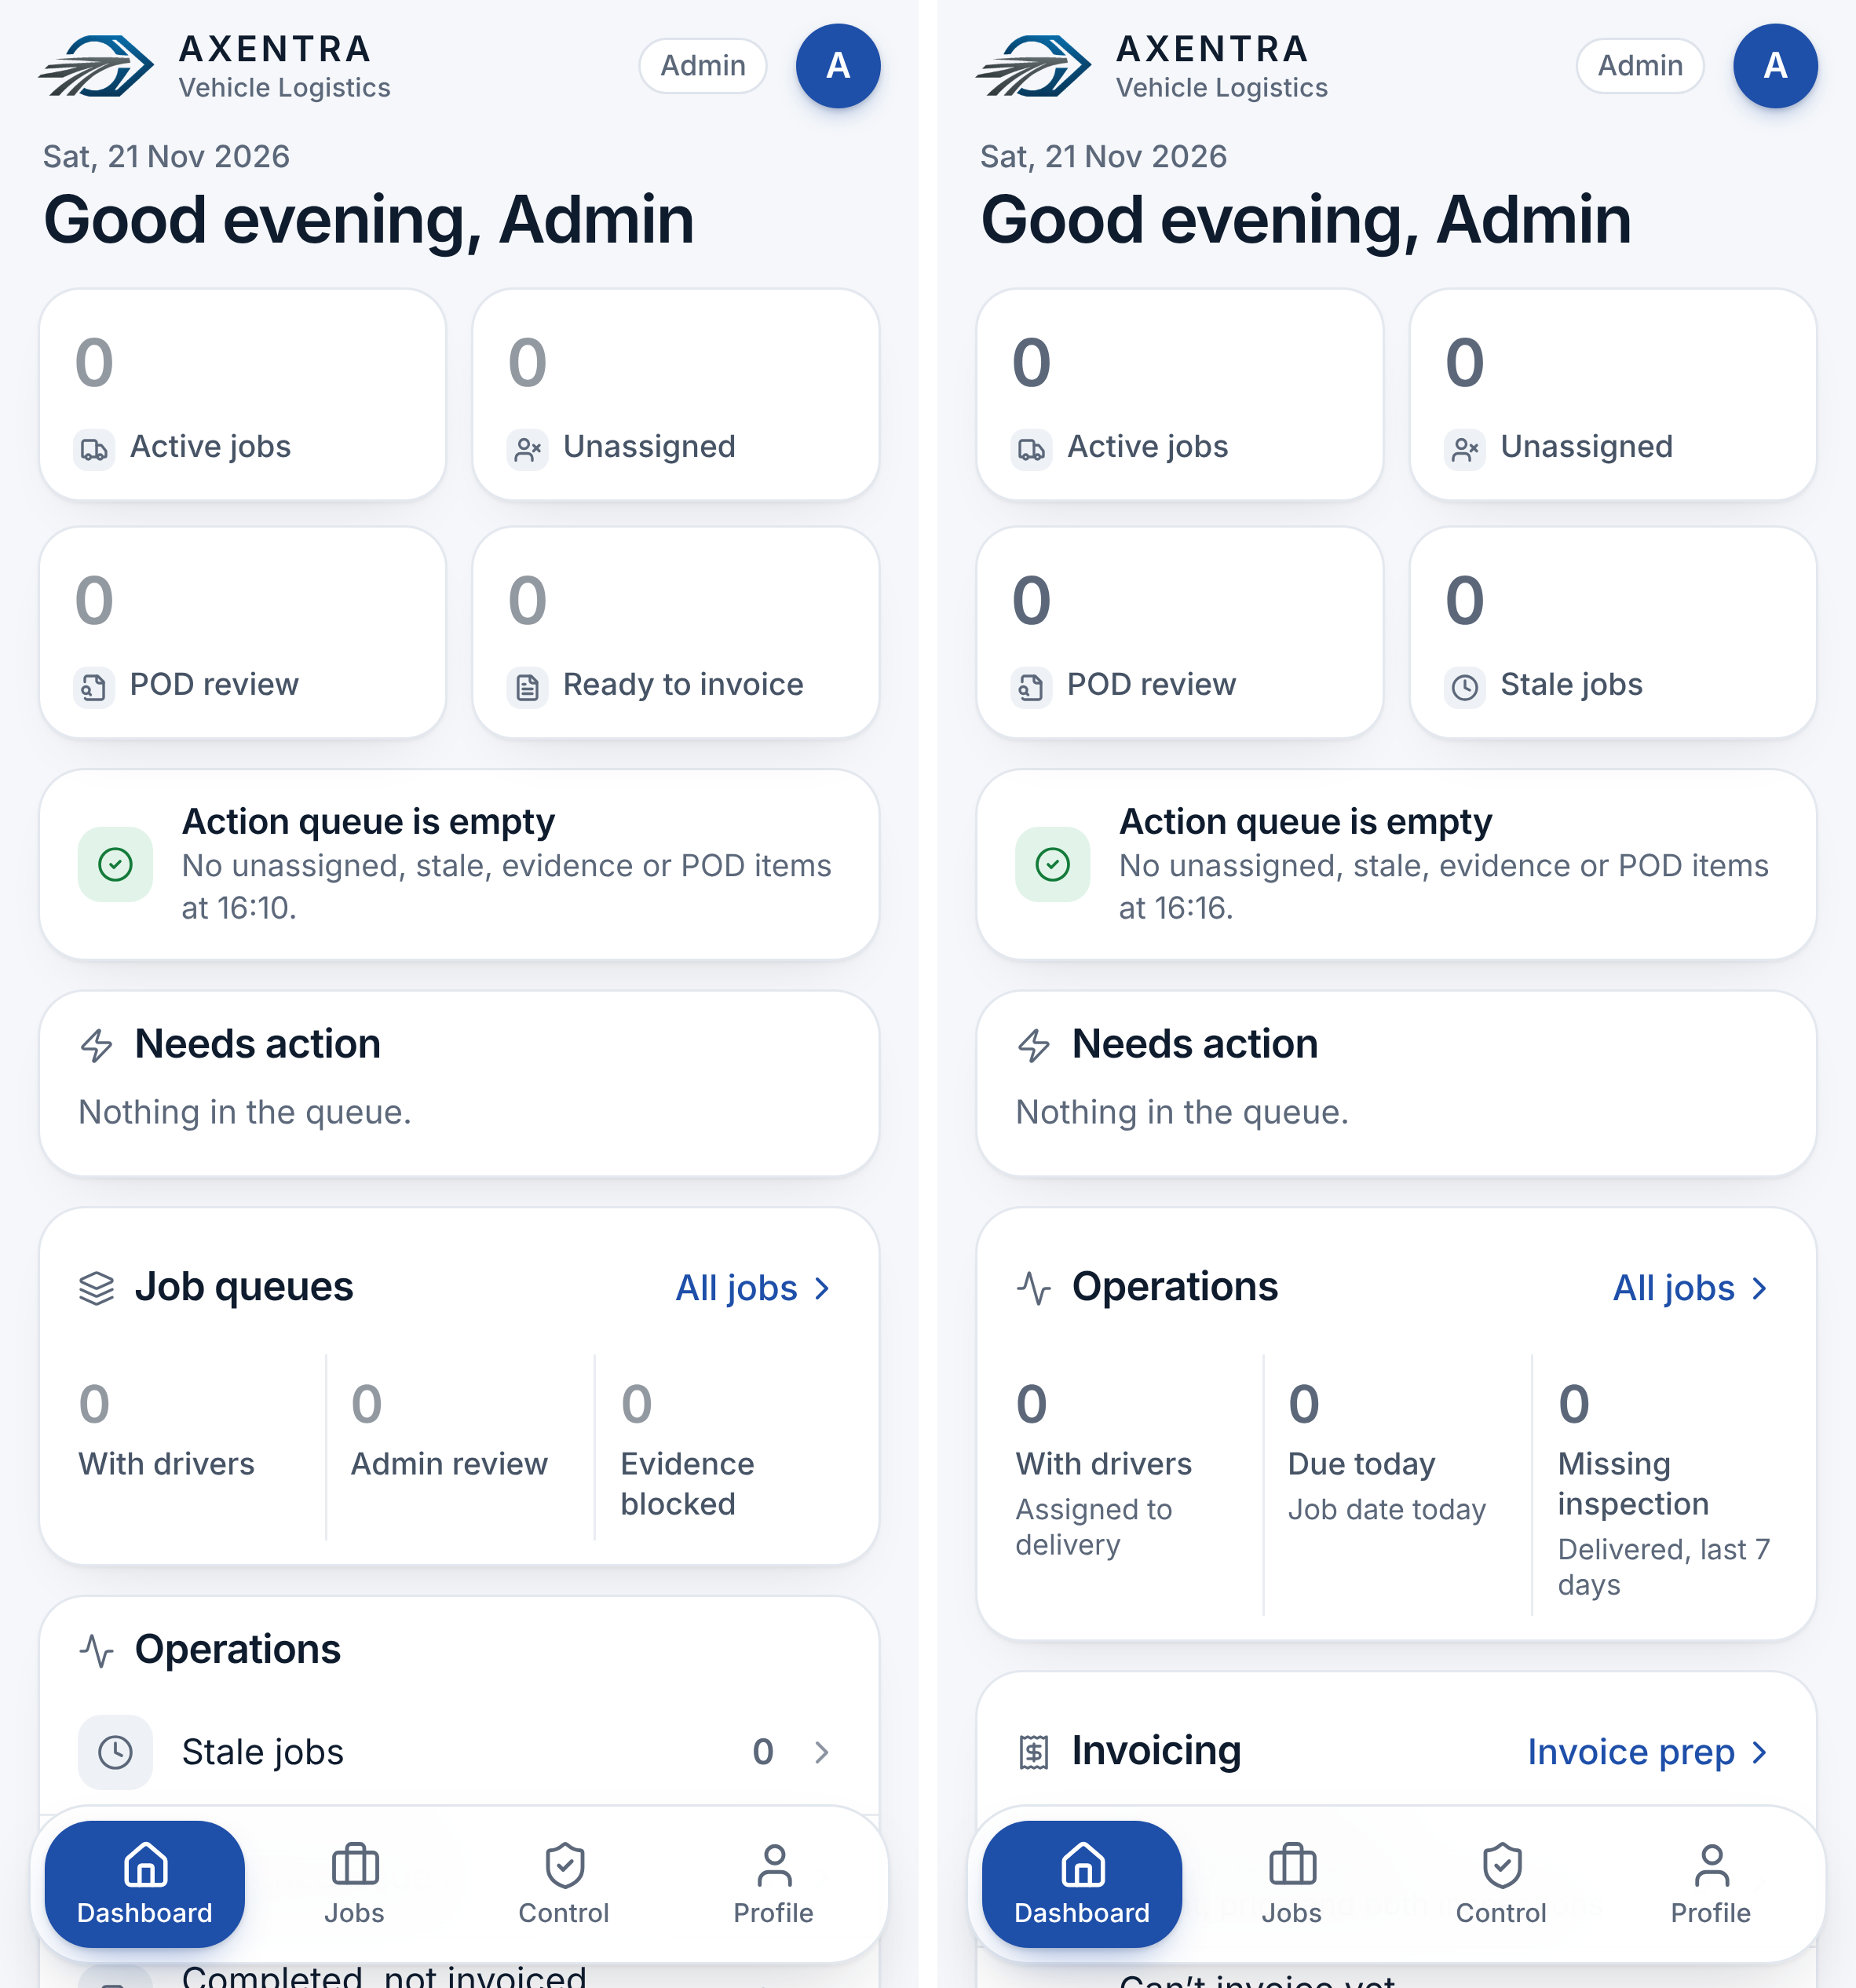 AXENTRA
Vehicle Logistics
Admin
A
Sat, 21 Nov 2026
Good evening, Admin
0
Active jobs
0
Unassigned
0
POD review
0
Ready to invoice
Action queue is empty
No unassigned, stale, evidence or POD items
at 16:10.
Needs action
Nothing in the queue.
Job queues
All jobs
0
With drivers
0
Admin review
0
Evidence
blocked
Operations
Stale jobs
0
Dashboard
Jobs
Control
Profile
Completed, not invoiced
AXENTRA
Vehicle Logistics
Admin
A
Sat, 21 Nov 2026
Good evening, Admin
0
Active jobs
0
Unassigned
0
POD review
0
Stale jobs
Action queue is empty
No unassigned, stale, evidence or POD items
at 16:16.
Needs action
Nothing in the queue.
Operations
All jobs
0
With drivers
Assigned to
delivery
0
Due today
Job date today
0
Missing
inspection
Delivered, last 7
days
Invoicing
Invoice prep
Dashboard
Jobs
Control
Profile
Can't invoice yet